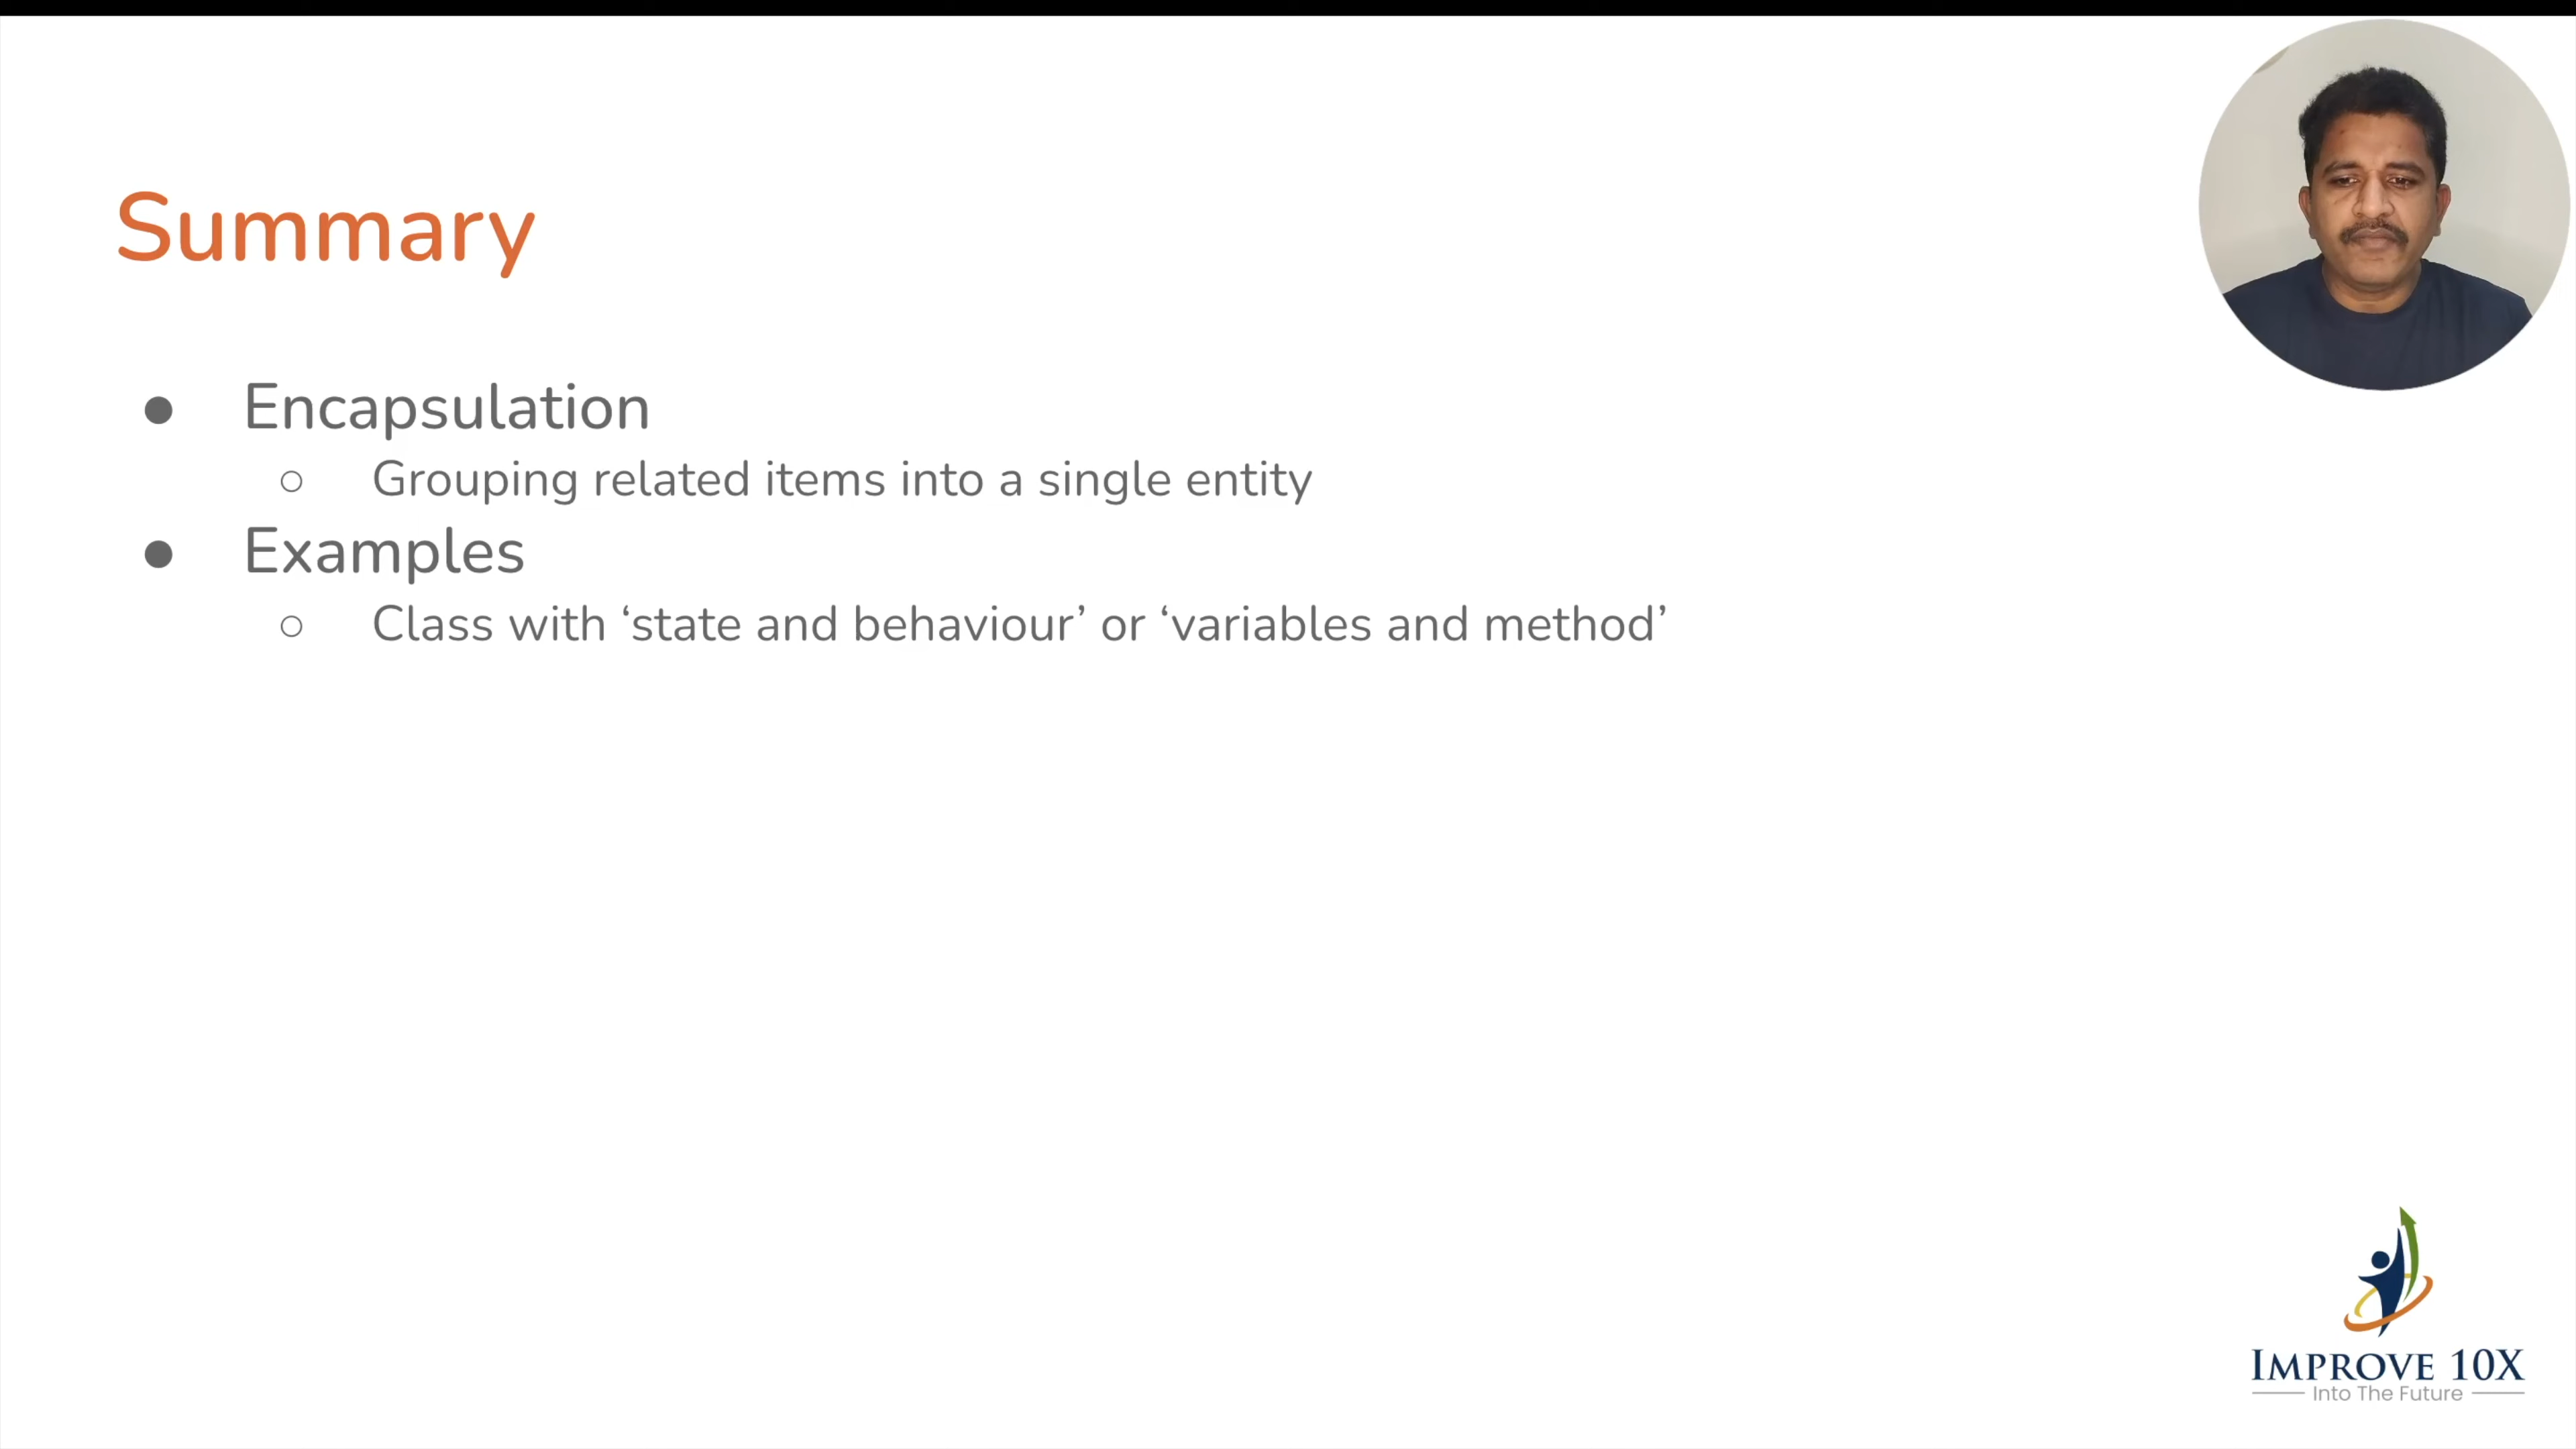 Summary
● Encapsulation
○ Grouping related items into a single entity
● Examples
○ Class with ‘state and behaviour’ or ‘variables and method’
IMPROVE 10X
Into The Future